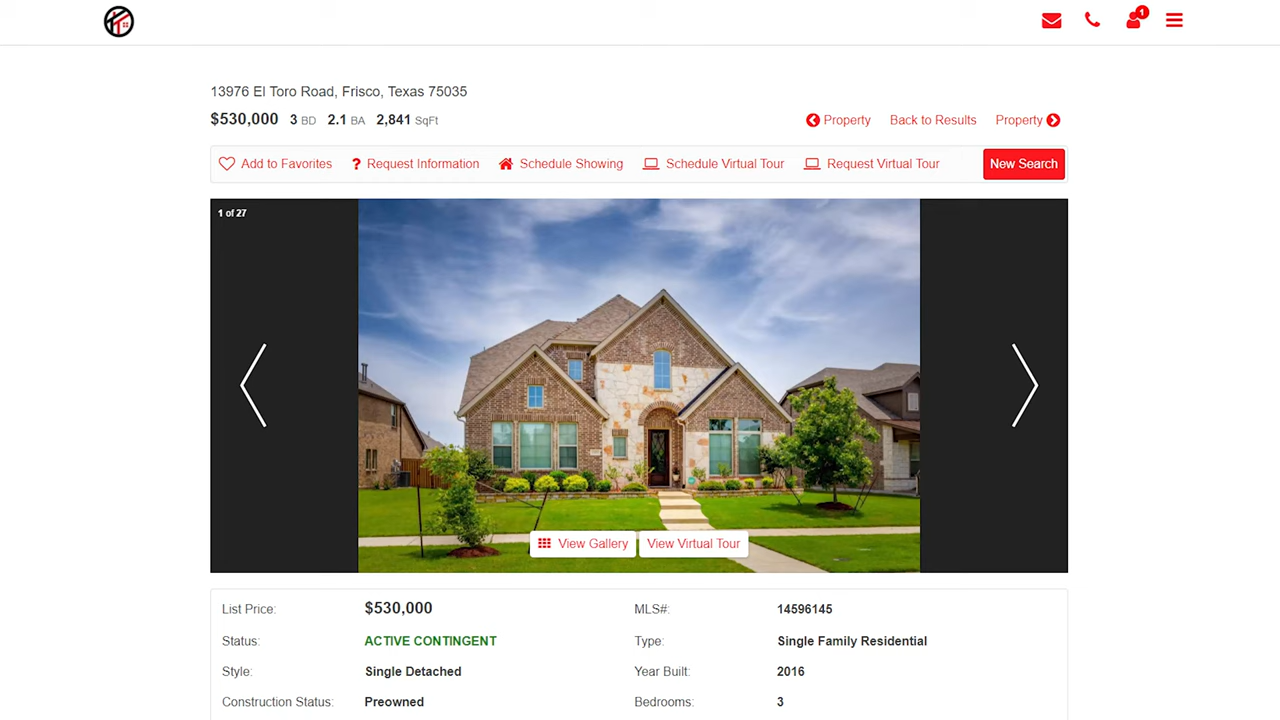 1
13976 El Toro Road, Frisco, Texas 75035
$530,000 3 BD 2.1 BA 2,841 SqFt
Property Back to Results Property
Add to Favorites ? Request Information Schedule Showing Schedule Virtual Tour Request Virtual Tour New Search
1 of 27
View Gallery View Virtual Tour
List Price: $530,000 MLS#: 14596145
Status: ACTIVE CONTINGENT Type: Single Family Residential
Style: Single Detached Year Built: 2016
Construction Status: Preowned Bedrooms: 3